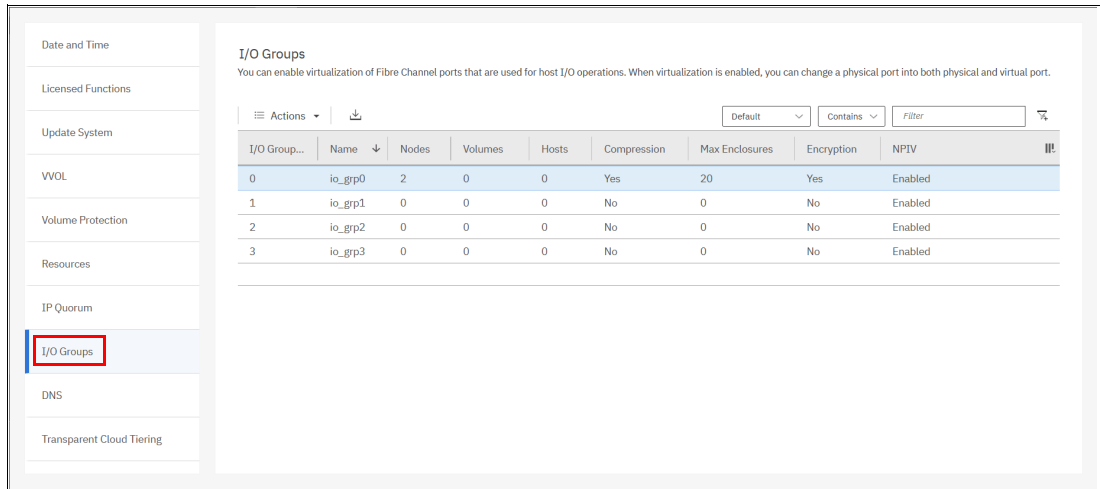 Date and Time
Licensed Functions
Update System
VVOL
Volume Protection
Resources
IP Quorum
I/O Groups
DNS
Transparent Cloud Tiering
I/O Groups
You can enable virtualization of Fibre Channel ports that are used for host I/O operations. When virtualization is enabled, you can change a physical port into both physical and virtual port.
Actions Default Contains Filter
I/O Group... Name Nodes Volumes Hosts Compression Max Enclosures Encryption NPIV
0 io_grp0 2 0 0 Yes 20 Yes Enabled
1 io_grp1 0 0 0 No 0 No Enabled
2 io_grp2 0 0 0 No 0 No Enabled
3 io_grp3 0 0 0 No 0 No Enabled